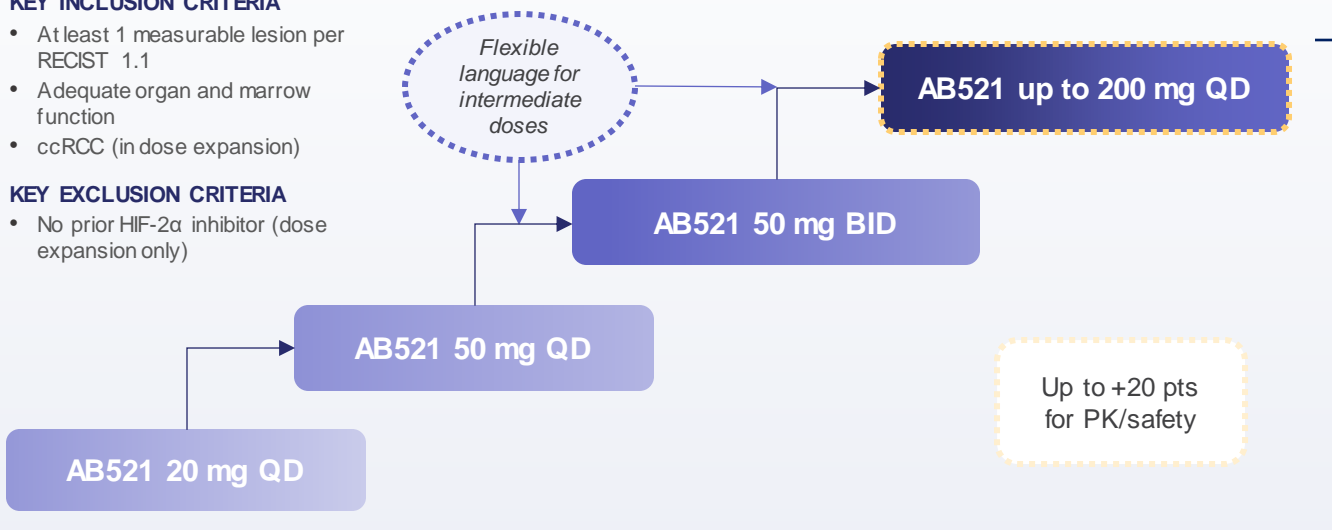 KEY INCLUSION CRITERIA
• At least 1 measurable lesion per
RECIST 1.1
• Adequate organ and marrow
function
• ccRCC (in dose expansion)
KEY EXCLUSION CRITERIA
• No prior HIF-2α inhibitor (dose
expansion only)
Flexible
language for
intermediate
doses
AB521 up to 200 mg QD
AB521 50 mg BID
AB521 50 mg QD
AB521 20 mg QD
Up to +20 pts
for PK/safety